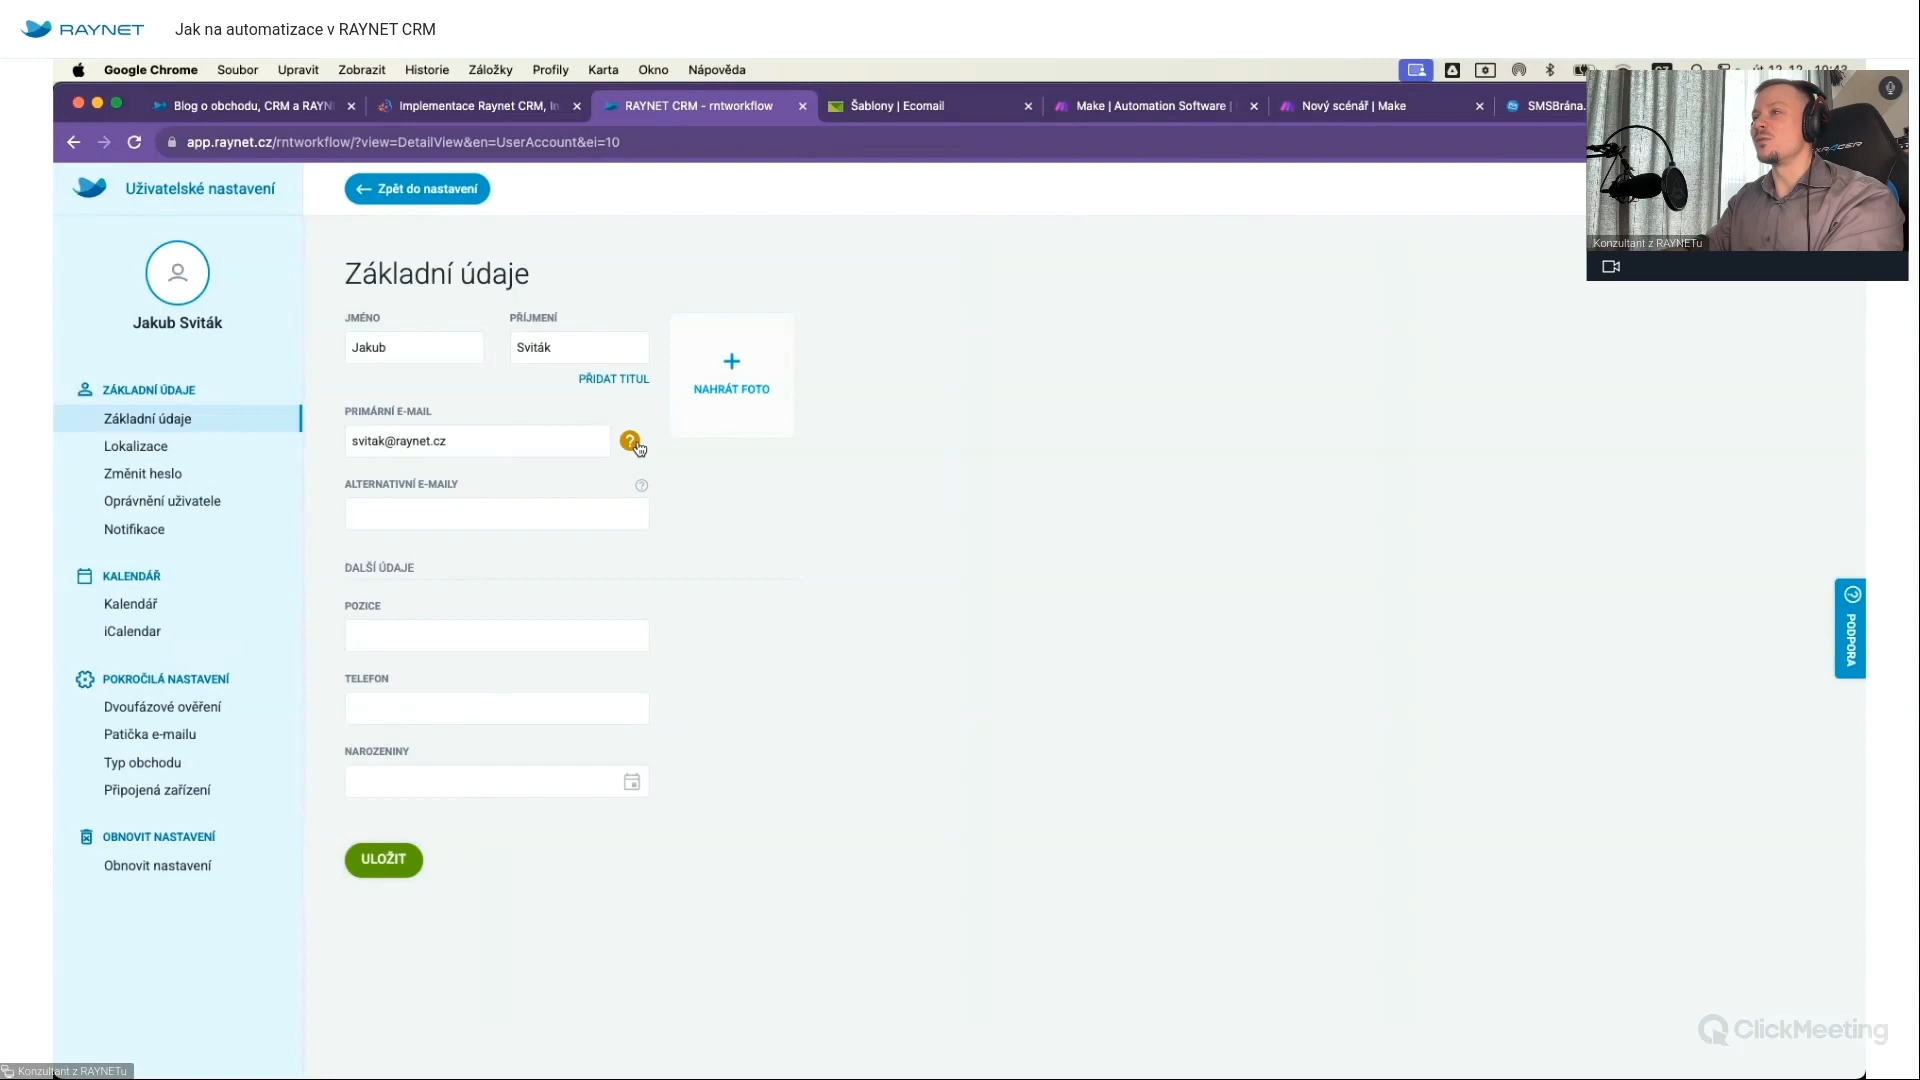 RAYNET
Jak na automatizace v RAYNET CRM
Google Chrome Soubor Upravit Zobrazit Historie Záložky Profily Karta Okno Nápověda
Blog o obchodu, CRM a RAYN
Implementace Raynet CRM, In
RAYNET CRM - rntworkflow
Šablony | Ecomail
Make | Automation Software |
Nový scénář | Make
SMSBrána.
app.raynet.cz/rntworkflow/?view=DetailView&en=UserAccount&ei=10
Uživatelské nastavení
Zpět do nastavení
Jakub Sviták
ZÁKLADNÍ ÚDAJE
Základní údaje
Lokalizace
Změnit heslo
Oprávnění uživatele
Notifikace
KALENDÁŘ
Kalendář
iCalendar
POKROČILÁ NASTAVENÍ
Dvoufázové ověření
Patička e-mailu
Typ obchodu
Připojená zařízení
OBNOVIT NASTAVENÍ
Obnovit nastavení
Základní údaje
JMÉNO PŘÍJMENÍ
Jakub Sviták
PŘIDAT TITUL
NAHRÁT FOTO
PRIMÁRNÍ E-MAIL
svitak@raynet.cz
ALTERNATIVNÍ E-MAILY
DALŠÍ ÚDAJE
POZICE
TELEFON
NAROZENINY
ULOŽIT
PODPORA
XRACER
Konzultant z RAYNETu
ClickMeeting
Konzultant z RAYNETu